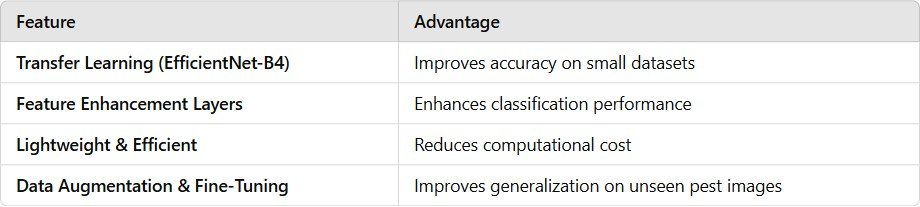 Feature Advantage
Transfer Learning (EfficientNet-B4) Improves accuracy on small datasets
Feature Enhancement Layers Enhances classification performance
Lightweight & Efficient Reduces computational cost
Data Augmentation & Fine-Tuning Improves generalization on unseen pest images